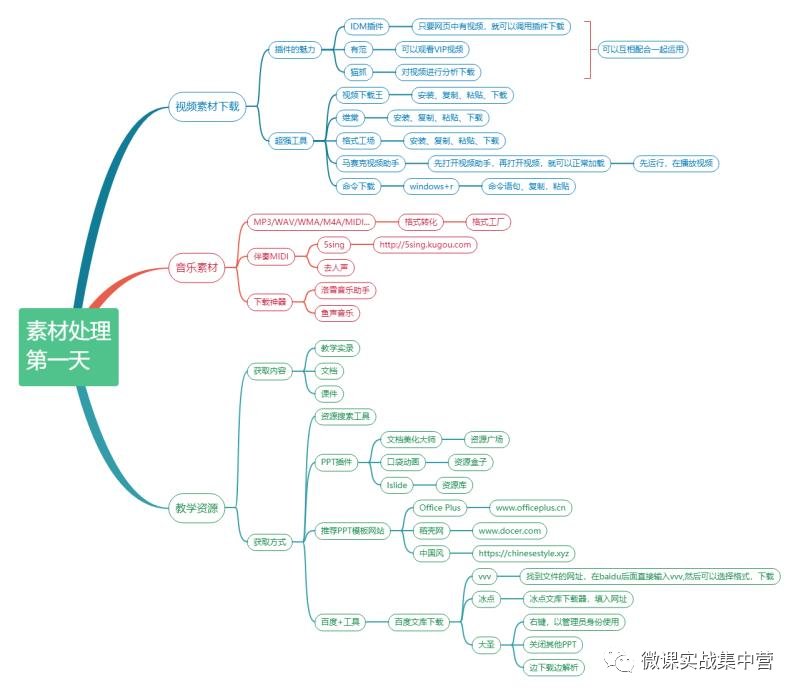 素材处理
第一天
视频素材下载
插件的魅力
IDM插件
只要网页中有视频，就可以调用插件下载
有范
可以观看VIP视频
猫抓
对视频进行分析下载
可以互相配合一起运用
超强工具
视频下载王
安装、复制、粘贴、下载
维棠
安装、复制、粘贴、下载
格式工场
安装、复制、粘贴、下载
马赛克视频助手
先打开视频助手，再打开视频，就可以正常加载
先运行，在播放视频
命令下载
windows+r
命令语句、复制，粘贴
音乐素材
MP3/WAV/WMA/M4A/MIDI...
格式转化
格式工厂
伴奏MIDI
5sing
http://5sing.kugou.com
去人声
下载神器
洛雪音乐助手
鱼声音乐
教学资源
获取内容
教学实录
文档
课件
获取方式
资源搜素工具
PPT插件
文档美化大师
资源广场
口袋动画
资源盒子
Islide
资源库
推荐PPT模板网站
Office Plus
www.officeplus.cn
稻壳网
www.docer.com
中国风
https://chinesestyle.xyz
百度+工具
百度文库下载
vvv
找到文件的网址，在baidu后面直接输入vvv,然后可以选择格式，下载
冰点
冰点文库下载器，填入网址
大圣
右键，以管理员身份使用
关闭其他PPT
边下载边解析
微课实战集中营